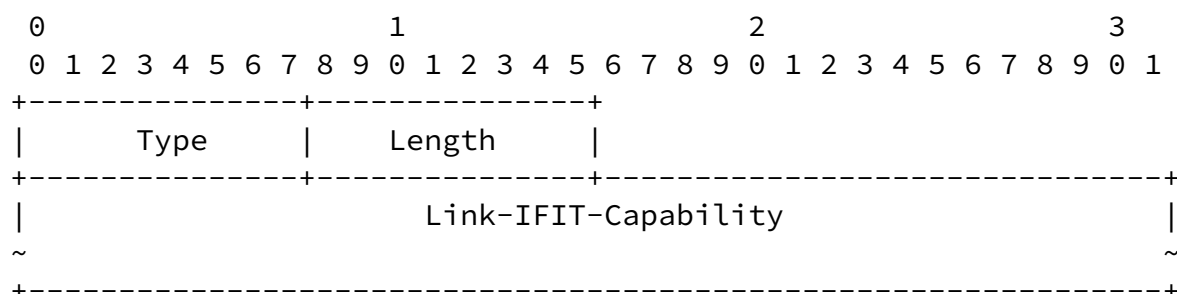 0                   1                   2                   3
 0 1 2 3 4 5 6 7 8 9 0 1 2 3 4 5 6 7 8 9 0 1 2 3 4 5 6 7 8 9 0 1
+---------------+---------------+
|      Type     |    Length     |
+---------------+---------------+-------------------------------+
|                      Link-IFIT-Capability                     |
~                                                               ~
+---------------------------------------------------------------+